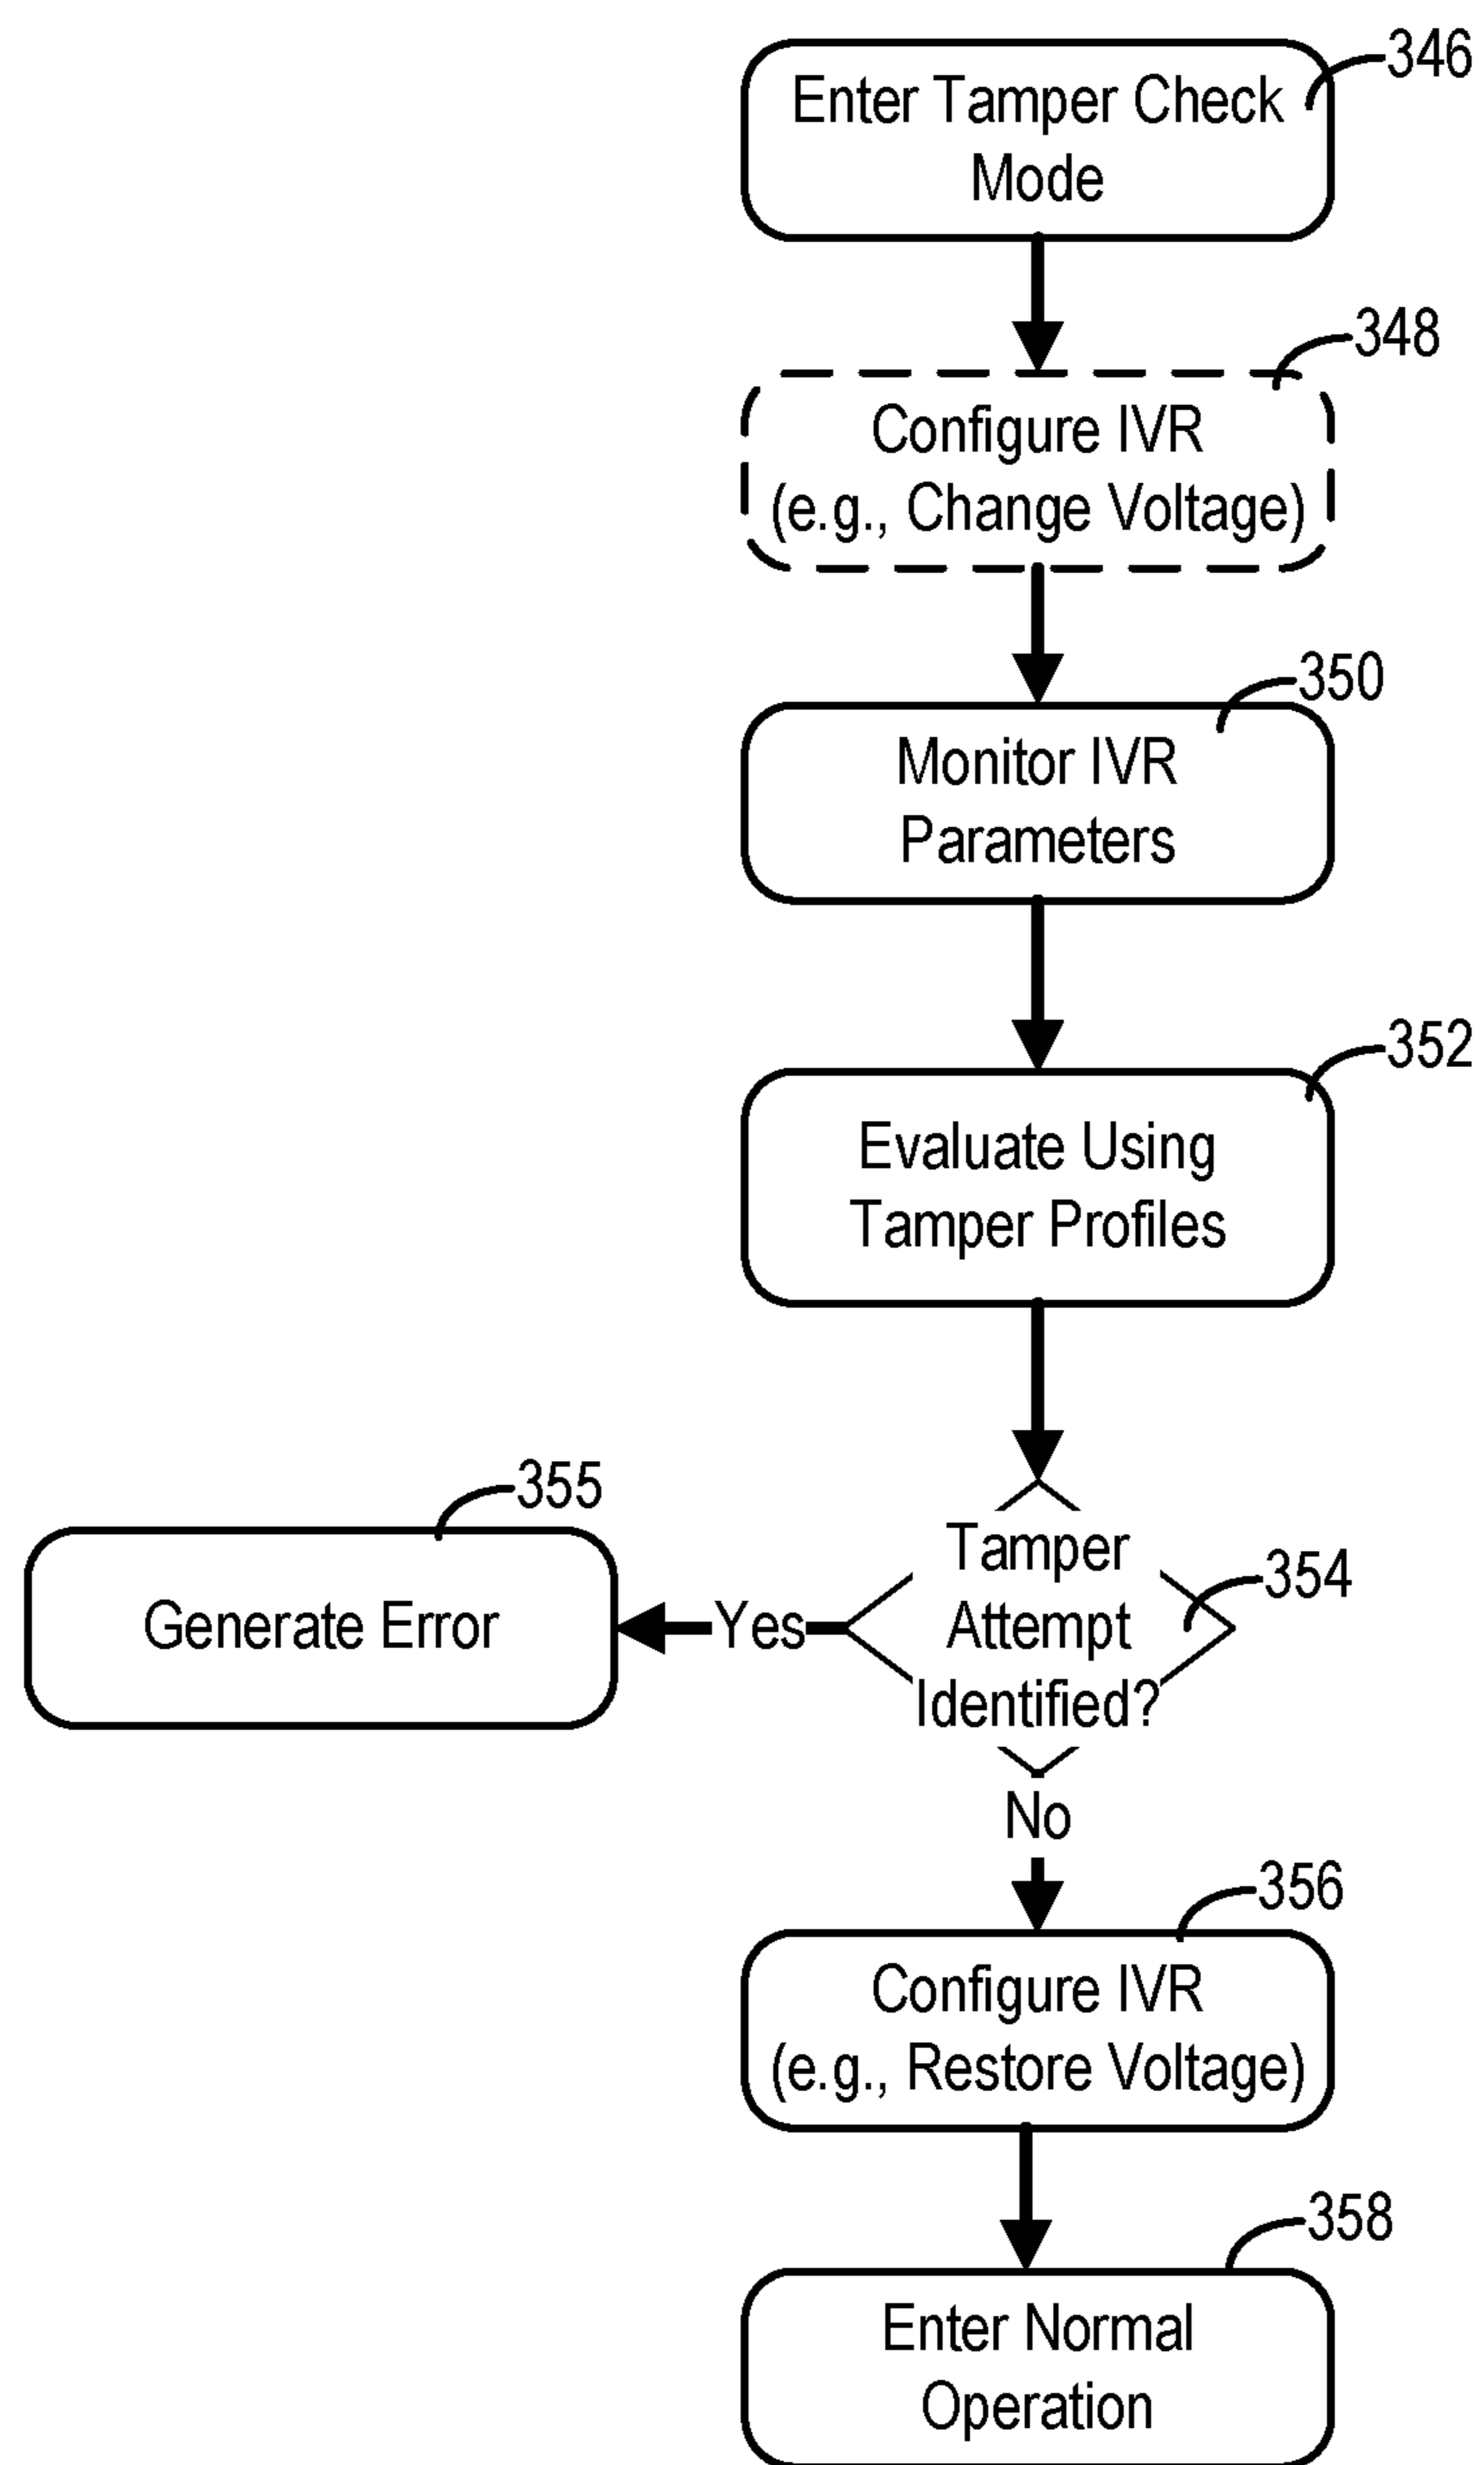 346
Enter Tamper Check
Mode
348
Configure IVR
(e.g., Change Voltage)
350
Monitor IVR
Parameters
352
Evaluate Using
Tamper Profiles
355
Generate Error
Yes
354
Tamper
Attempt
Identified?
No
356
Configure IVR
(e.g., Restore Voltage)
358
Enter Normal
Operation